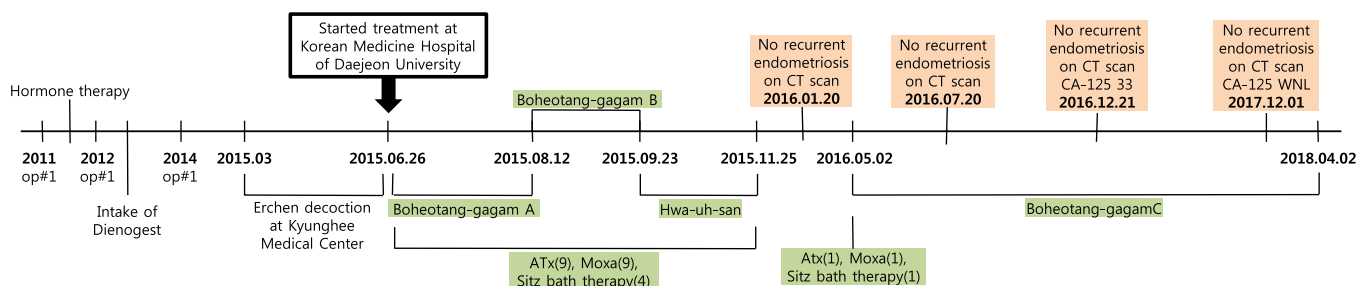 Started treatment at
Korean Medicine Hospital
of Daejeon University
Hormone therapy
Boheotang-gagam B
No recurrent
endometriosis
on CT scan
2016.01.20
No recurrent
endometriosis
on CT scan
2016.07.20
No recurrent
endometriosis
on CT scan
CA-125 33
2016.12.21
No recurrent
endometriosis
on CT scan
CA-125 WNL
2017.12.01
2011
op#1
2012
op#1
2014
op#1
2015.03
2015.06.26
2015.08.12
2015.09.23
2015.11.25
2016.05.02
2018.04.02
Intake of
Dienogest
Erchen decoction
at Kyunghee
Medical Center
Boheotang-gagam A
Hwa-uh-san
Boheotang-gagamC
ATx(9), Moxa(9),
Sitz bath therapy(4)
Atx(1), Moxa(1),
Sitz bath therapy(1)